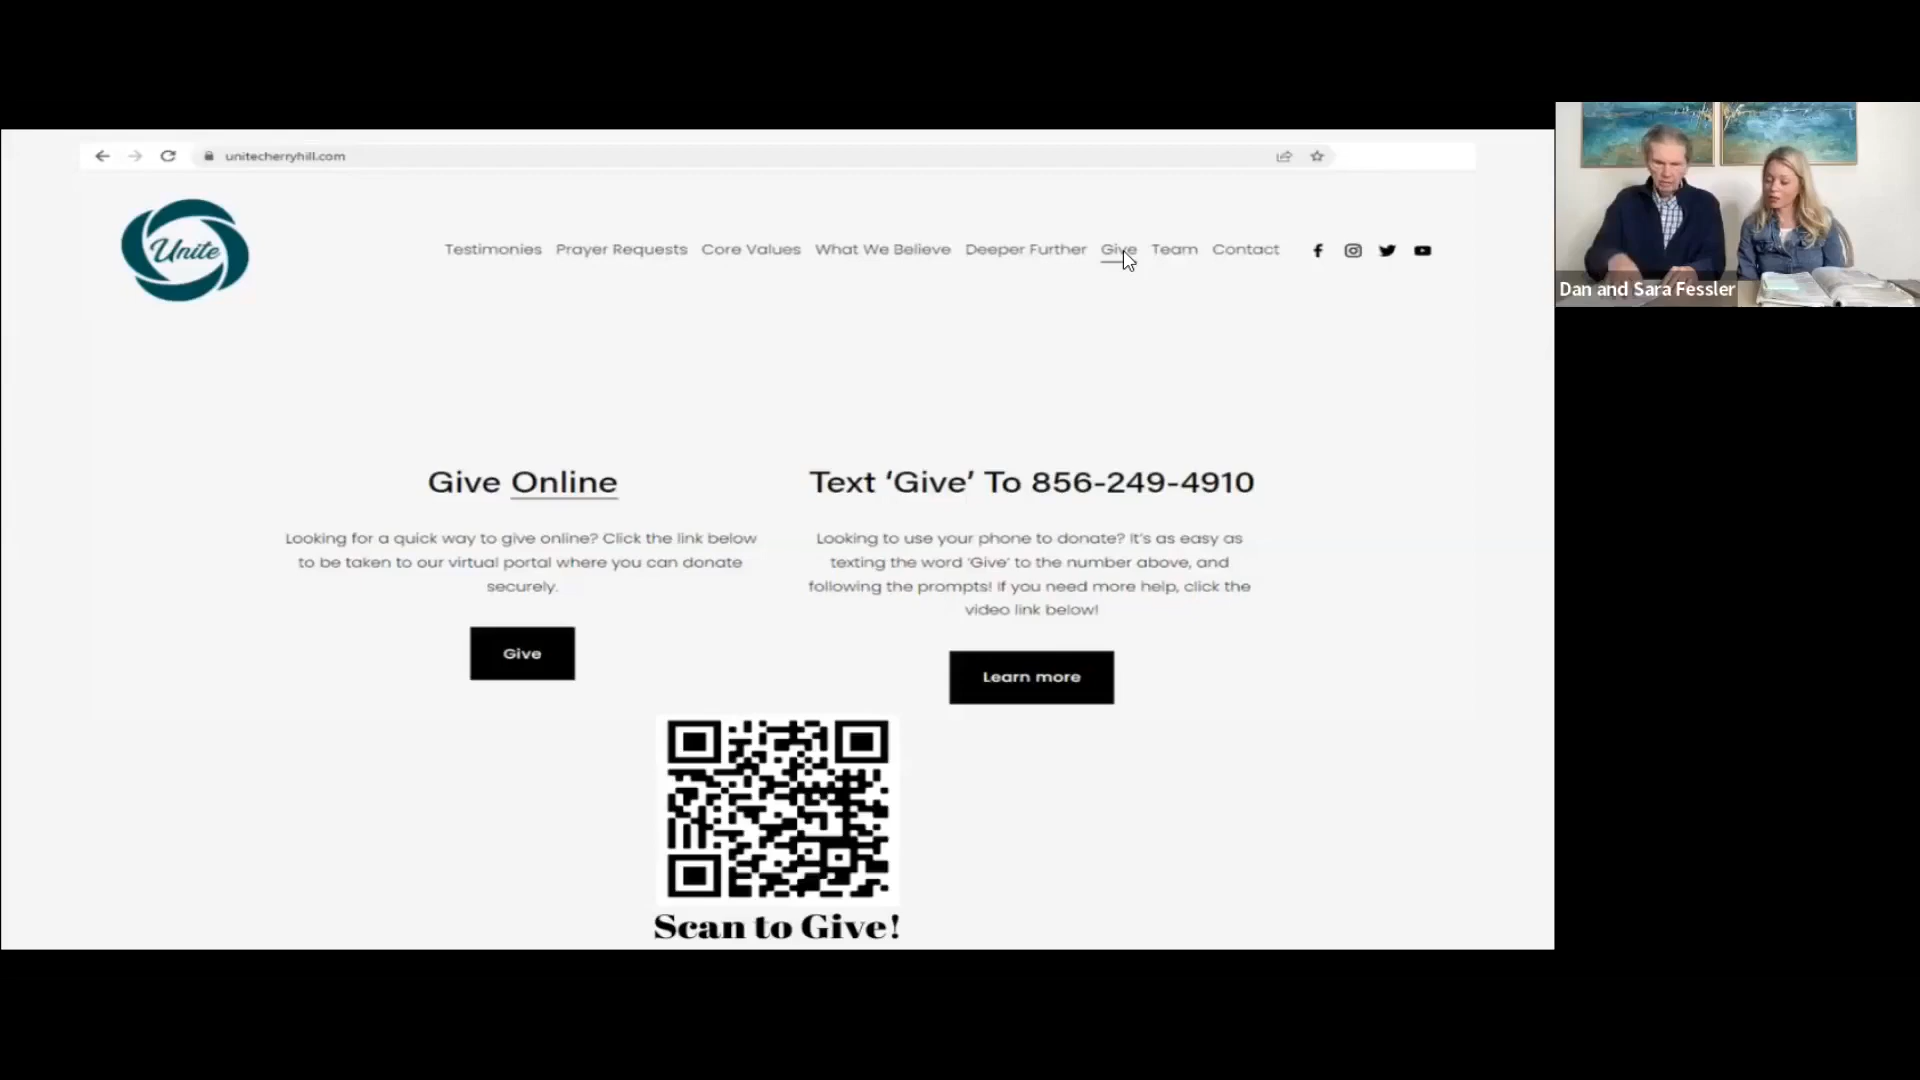 unitecherryhill.com
Unite
Testimonies Prayer Requests Core Values What We Believe Deeper Further Give Team Contact
Dan and Sara Fessler
Give Online
Looking for a quick way to give online? Click the link below
to be taken to our virtual portal where you can donate
securely.
Give
Text ‘Give’ To 856-249-4910
Looking to use your phone to donate? It’s as easy as
texting the word ‘Give’ to the number above, and
following the prompts! If you need more help, click the
video link below!
Learn more
Scan to Give!